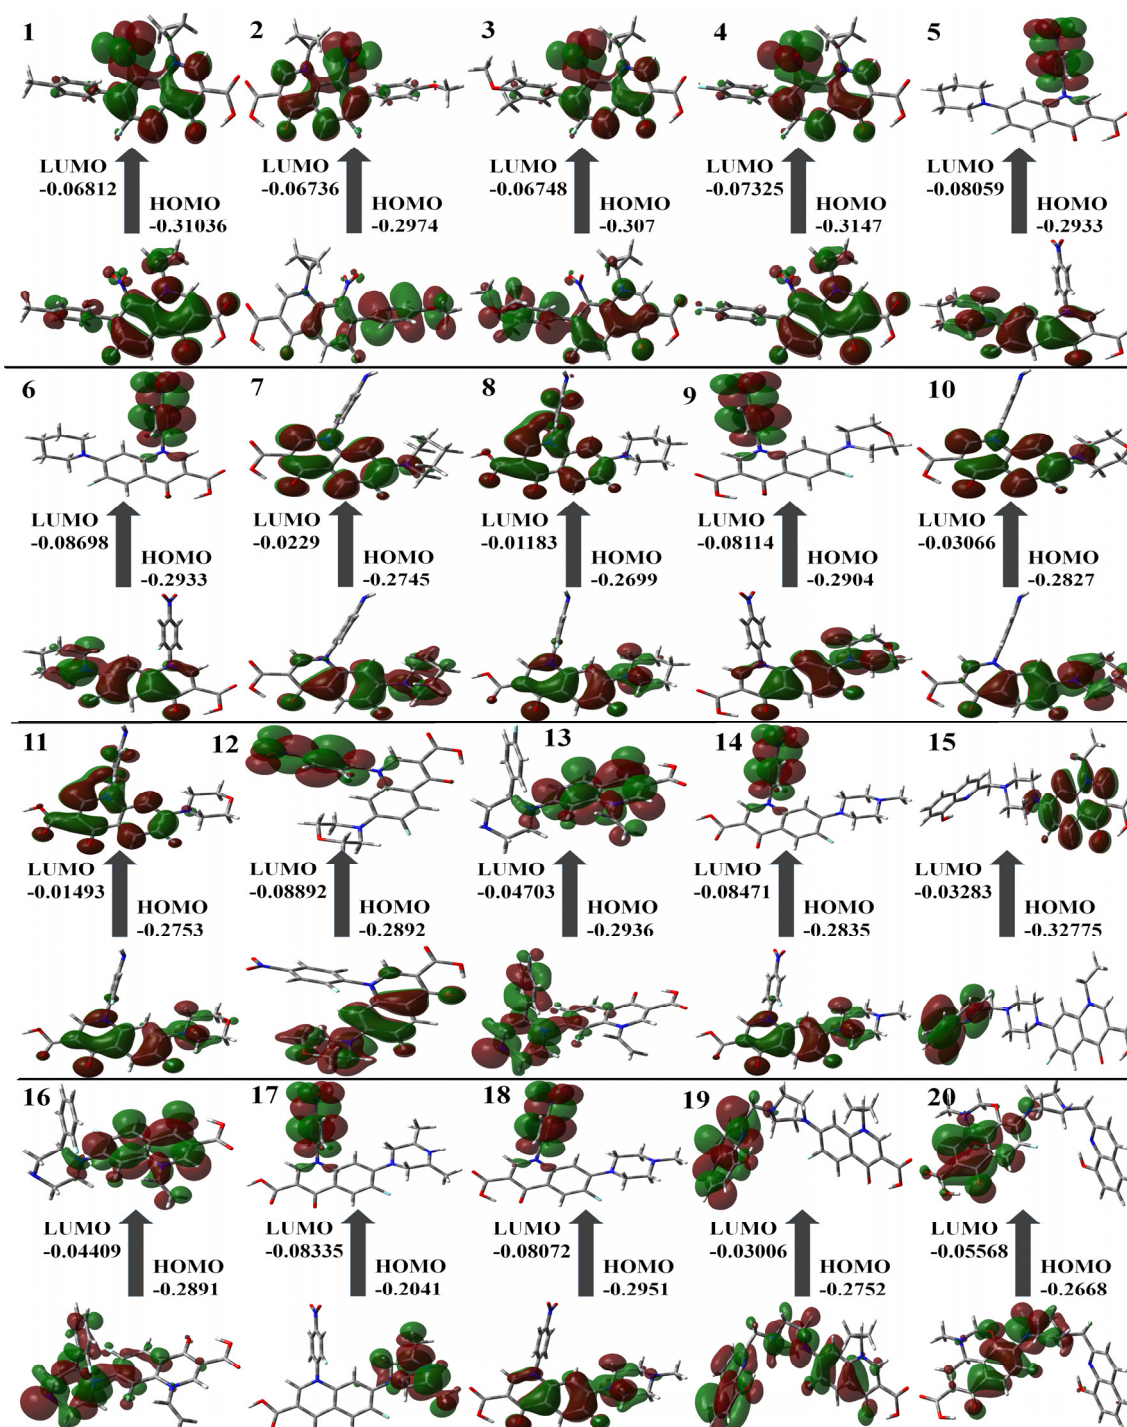 1 2 3 4 5
LUMO -0.06812 LUMO -0.06736 LUMO -0.06748 LUMO -0.07325 LUMO -0.08059
HOMO -0.31036 HOMO -0.2974 HOMO -0.307 HOMO -0.3147 HOMO -0.2933
6 7 8 9 10
LUMO -0.08698 LUMO -0.0229 LUMO -0.01183 LUMO -0.08114 LUMO -0.03066
HOMO -0.2933 HOMO -0.2745 HOMO -0.2699 HOMO -0.2904 HOMO -0.2827
11 12 13 14 15
LUMO -0.01493 LUMO -0.08892 LUMO -0.04703 LUMO -0.08471 LUMO -0.03283
HOMO -0.2753 HOMO -0.2892 HOMO -0.2936 HOMO -0.2835 HOMO -0.32775
16 17 18 19 20
LUMO -0.04409 LUMO -0.08335 LUMO -0.08072 LUMO -0.03006 LUMO -0.05568
HOMO -0.2891 HOMO -0.2041 HOMO -0.2951 HOMO -0.2752 HOMO -0.2668